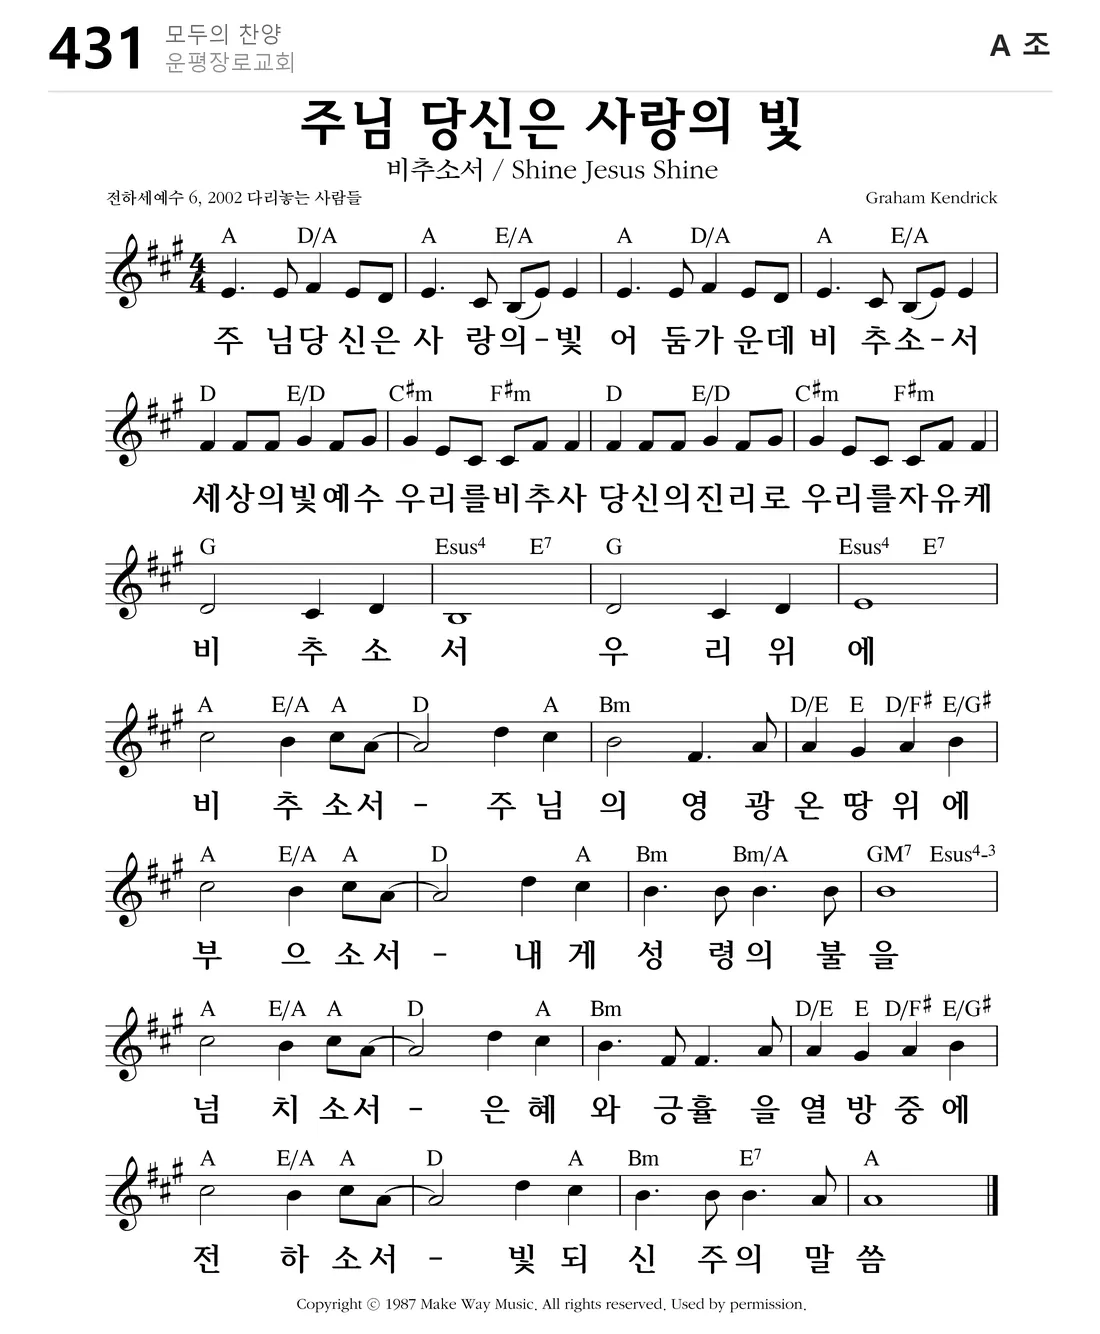 431 모두의 찬양
운평장로교회
A 조
주님 당신은 사랑의 빛
비추소서 / Shine Jesus Shine
전하세예수 6, 2002 다리놓는 사람들 Graham Kendrick
A D/A A E/A A D/A A E/A
4 4
주 님당 신은 사 랑의-빛 어 둠가 운데 비 추소-서
D E/D C♯m F♯m D E/D C♯m F♯m
세상의빛예수 우리를비추사 당신의진리로 우리를자유케
G Esus4 E7 G Esus4 E7
비 추 소 서 우 리 위 에
A E/A A D A Bm D/E E D/F♯ E/G♯
비 추 소서 - 주 님 의 영 광 온 땅 위 에
A E/A A D A Bm Bm/A GM7 Esus4-3
부 으 소서 - 내 게 성 령의 불 을
A E/A A D A Bm D/E E D/F♯ E/G♯
넘 치 소서 - 은 혜 와 긍휼 을 열 방 중 에
A E/A A D A Bm E7 A
전 하 소서 - 빛 되 신 주의 말 씀
Copyright ⓒ 1987 Make Way Music. All rights reserved. Used by permission.